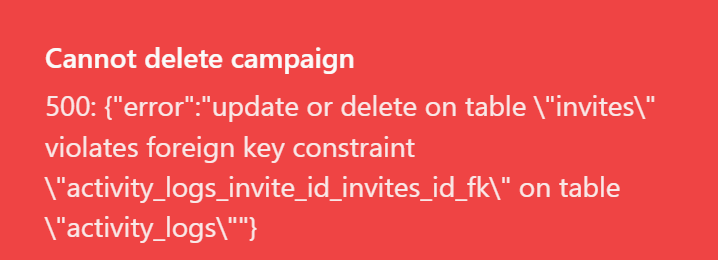 Cannot delete campaign
500: {"error":"update or delete on table \"invites\"
violates foreign key constraint
\"activity_logs_invite_id_invites_id_fk\" on table
\"activity_logs\""}